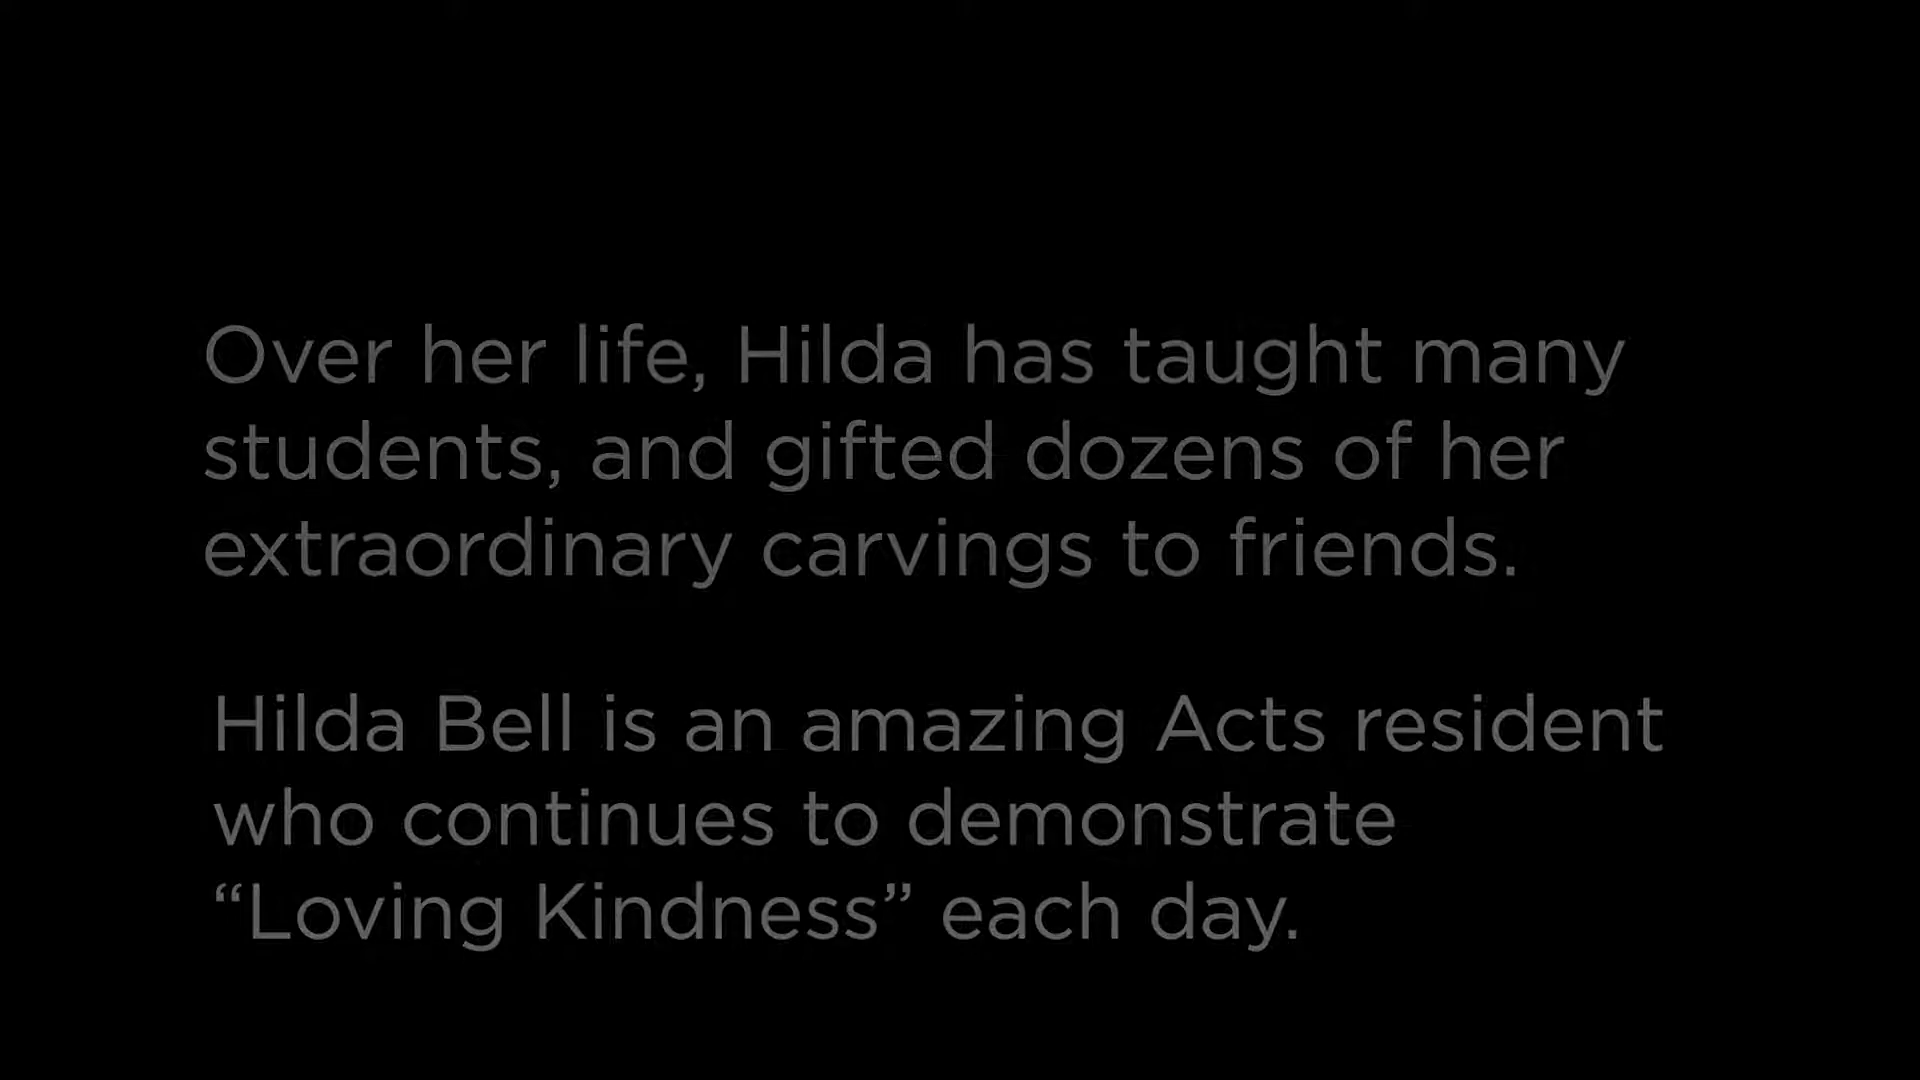 Over her life, Hilda has taught many
students, and gifted dozens of her
extraordinary carvings to friends.
Hilda Bell is an amazing Acts resident
who continues to demonstrate
“Loving Kindness” each day.